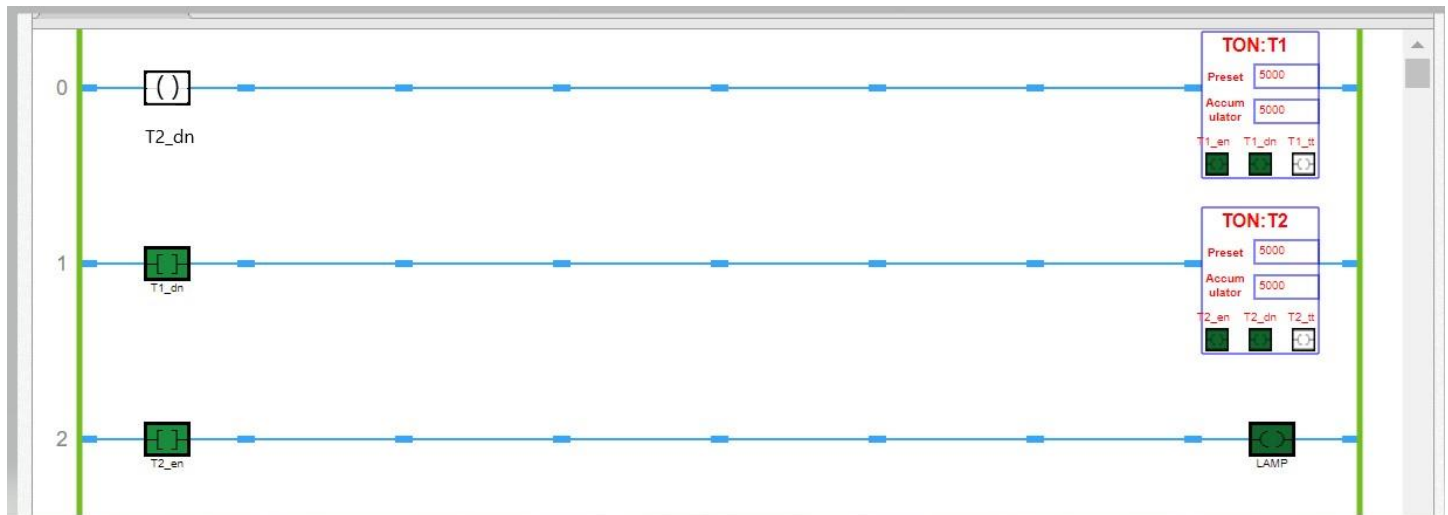 0
( )
T2_dn
TON:T1
Preset 5000
Accum
ulator 5000
T1_en T1_dn T1_tt
1
T1_dn
TON:T2
Preset 5000
Accum
ulator 5000
T2_en T2_dn T2_tt
2
T2_en
LAMP